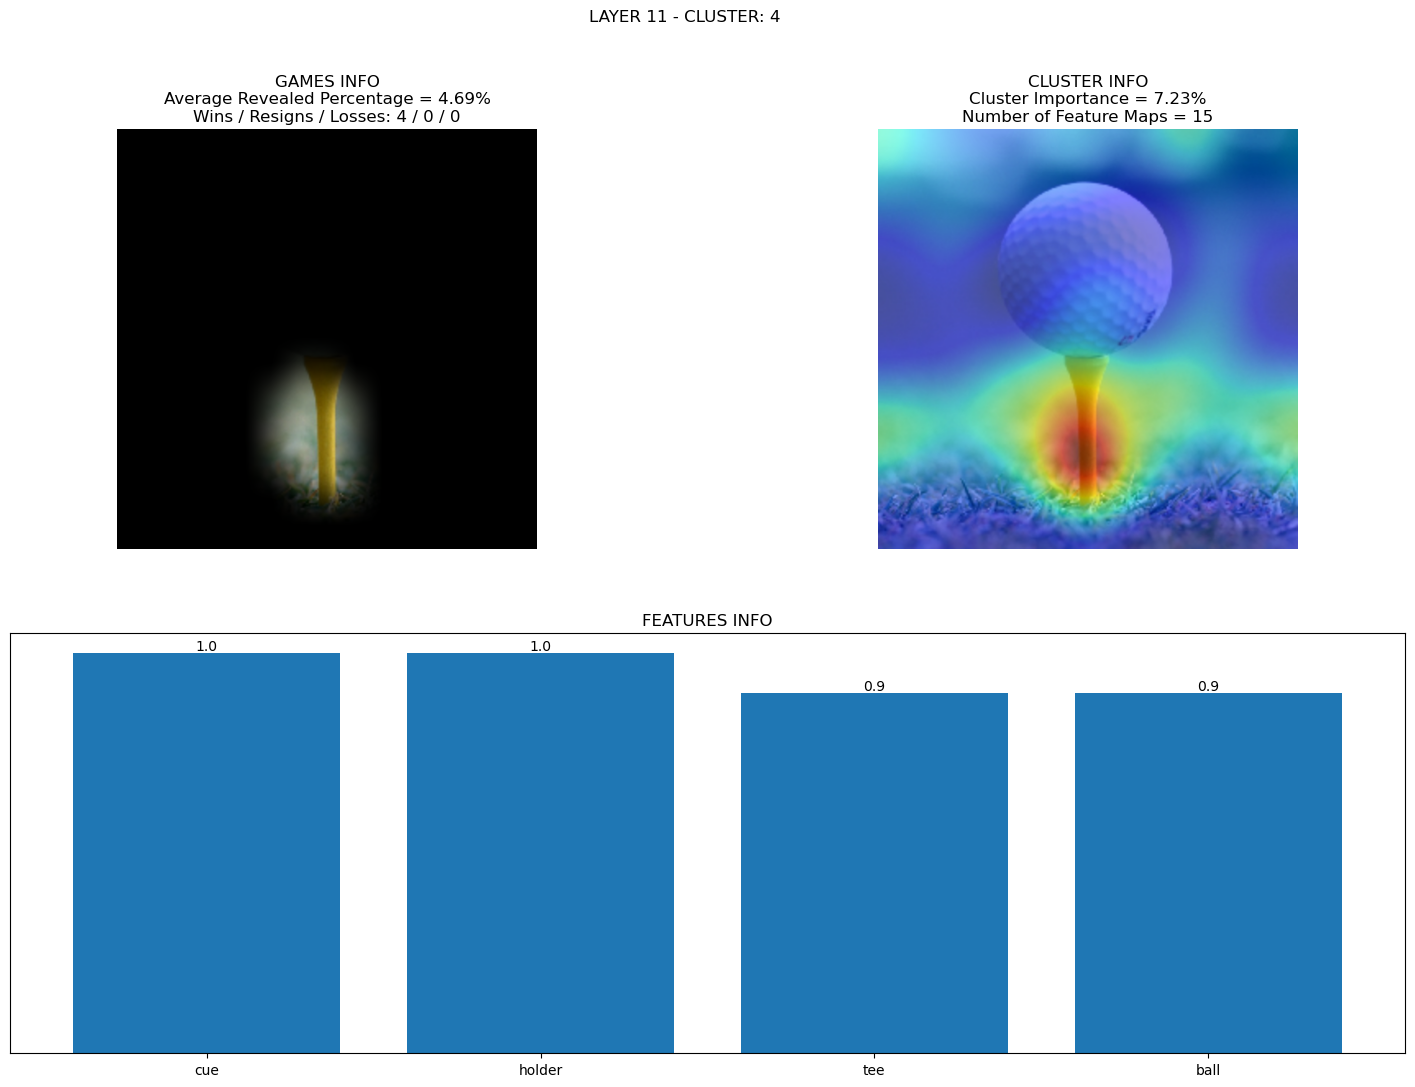 LAYER 11 - CLUSTER: 4
GAMES INFO
Average Revealed Percentage = 4.69%
Wins / Resigns / Losses: 4 / 0 / 0
CLUSTER INFO
Cluster Importance = 7.23%
Number of Feature Maps = 15
FEATURES INFO
1.0 1.0 0.9 0.9
cue holder tee ball